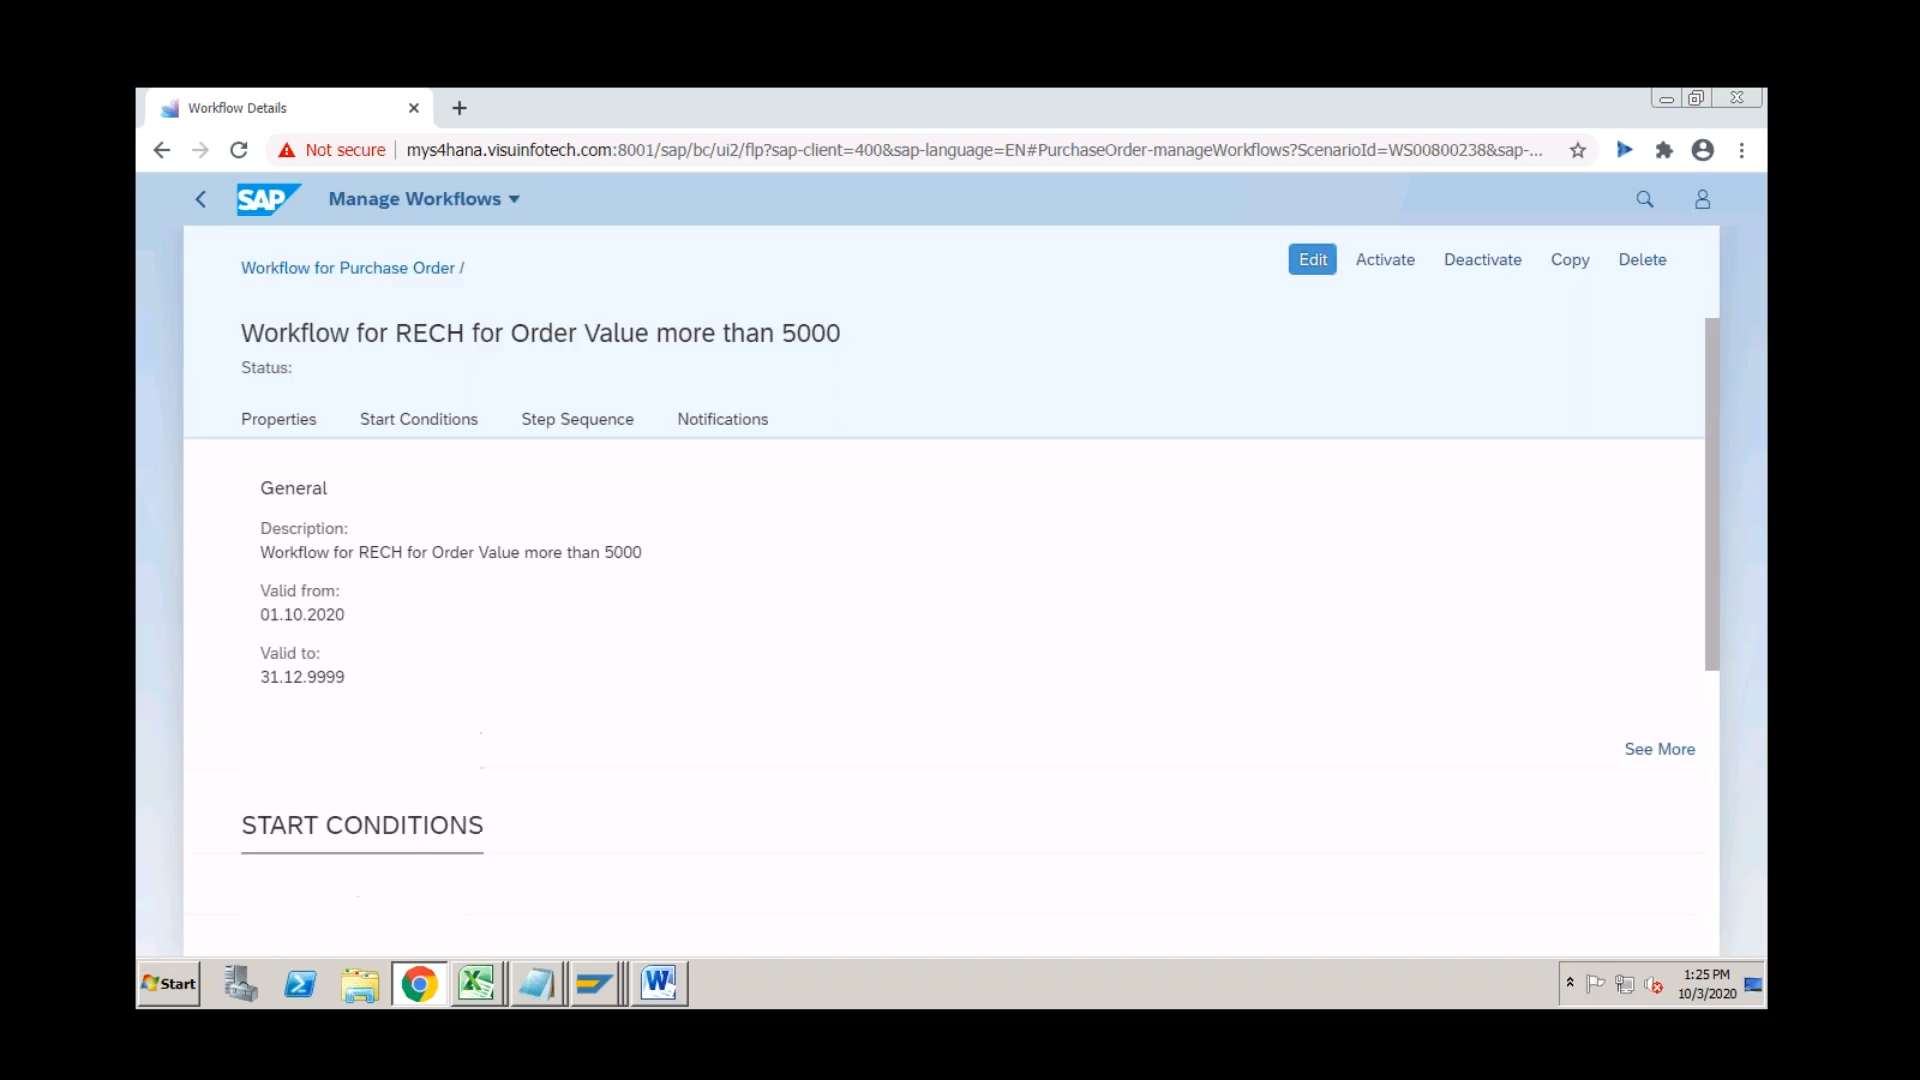 Workflow Details
Not secure mys4hana.visuinfotech.com:8001/sap/bc/ui2/flp?sap-client=400&sap-language=EN#PurchaseOrder-manageWorkflows?ScenarioId=WS00800238&sap-...
SAP Manage Workflows
Workflow for Purchase Order /
Edit Activate Deactivate Copy Delete
Workflow for RECH for Order Value more than 5000
Status:
Properties Start Conditions Step Sequence Notifications
General
Description:
Workflow for RECH for Order Value more than 5000
Valid from:
01.10.2020
Valid to:
31.12.9999
See More
START CONDITIONS
Start
1:25 PM
10/3/2020